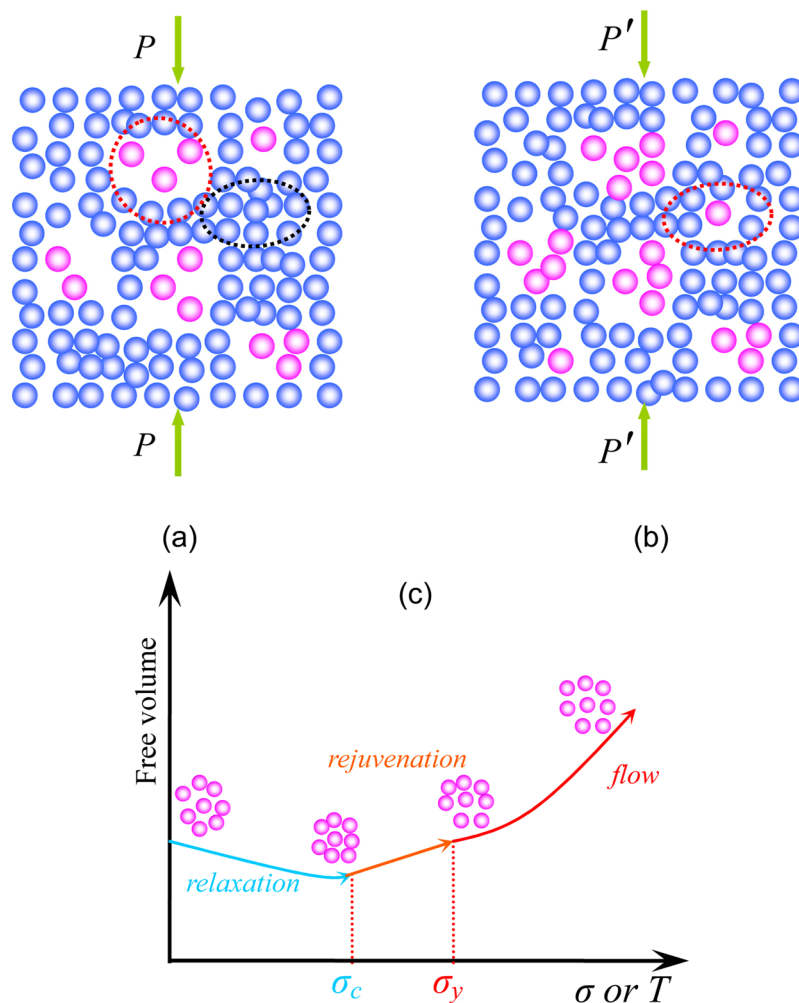 P
P′
P
P′
(a)
(b)
(c)
Free volume
rejuvenation
flow
relaxation
σc
σy
σ or T